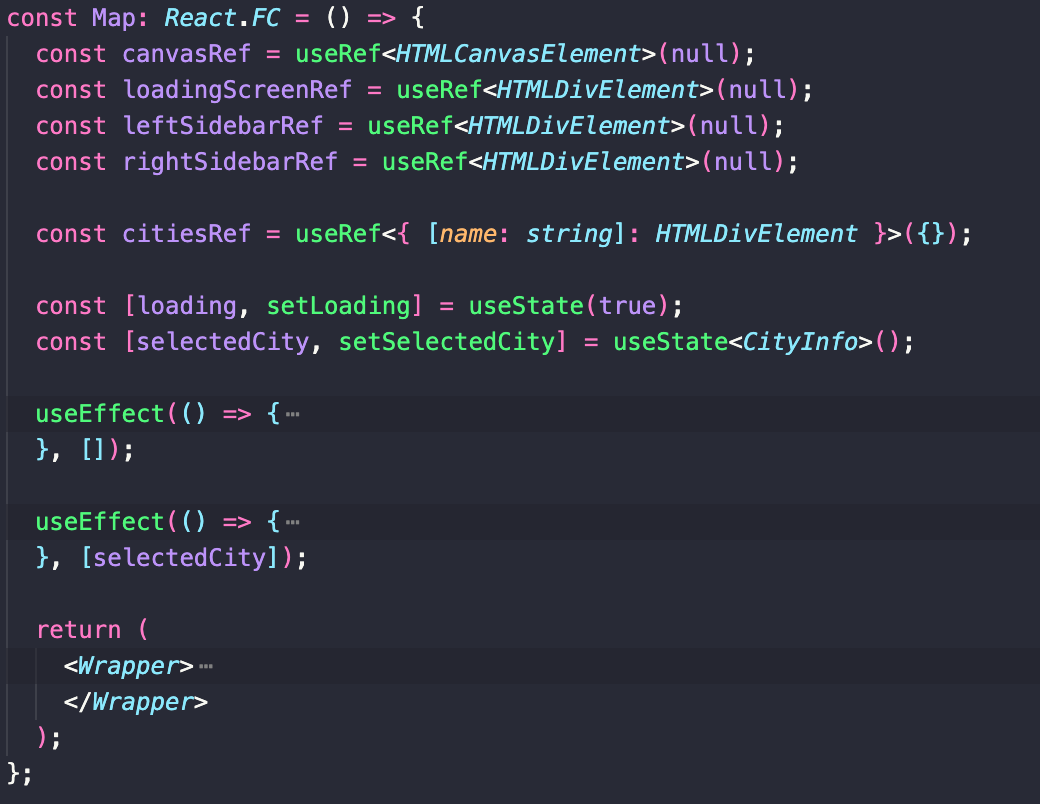 const Map: React.FC = () => {
  const canvasRef = useRef<HTMLCanvasElement>(null);
  const loadingScreenRef = useRef<HTMLDivElement>(null);
  const leftSidebarRef = useRef<HTMLDivElement>(null);
  const rightSidebarRef = useRef<HTMLDivElement>(null);

  const citiesRef = useRef<{ [name: string]: HTMLDivElement }>({});

  const [loading, setLoading] = useState(true);
  const [selectedCity, setSelectedCity] = useState<CityInfo>();

  useEffect(() => {⋯
  }, []);

  useEffect(() => {⋯
  }, [selectedCity]);

  return (
    <Wrapper>⋯
    </Wrapper>
  );
};